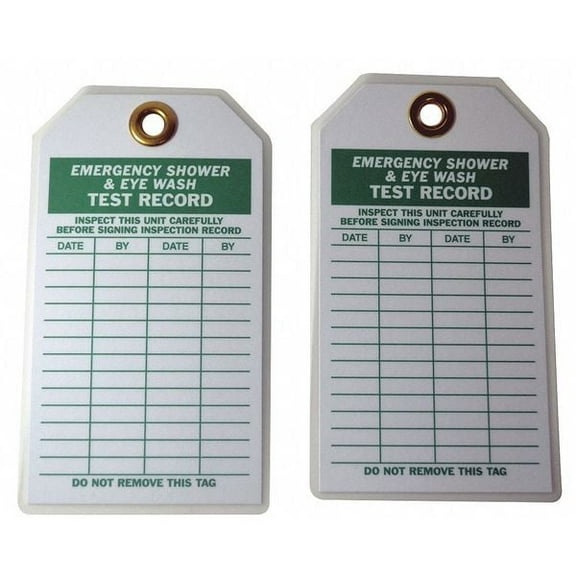 EMERGENCY SHOWER
& EYE WASH
TEST RECORD
INSPECT THIS UNIT CAREFULLY
BEFORE SIGNING INSPECTION RECORD
DATE BY DATE BY
DO NOT REMOVE THIS TAG
EMERGENCY SHOWER
& EYE WASH
TEST RECORD
INSPECT THIS UNIT CAREFULLY
BEFORE SIGNING INSPECTION RECORD
DATE BY DATE BY
DO NOT REMOVE THIS TAG